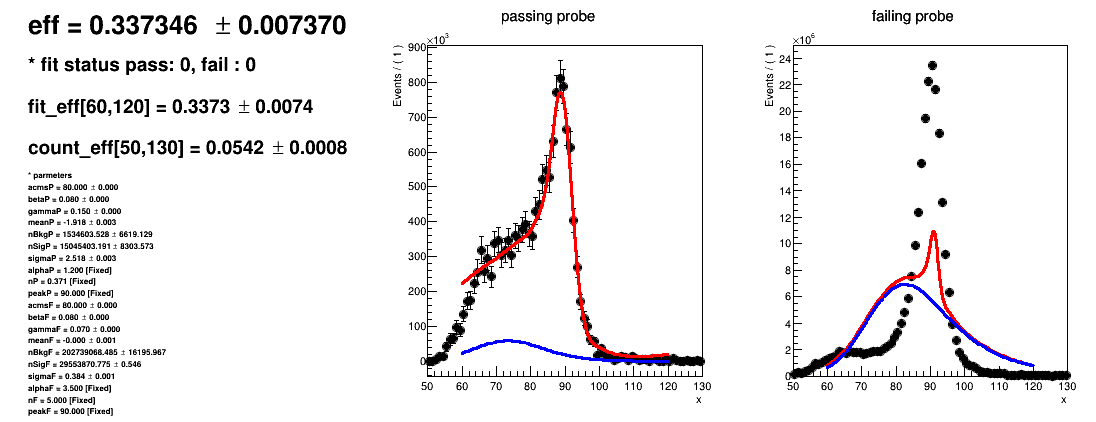 eff = 0.337346 ± 0.007370
* fit status pass: 0, fail : 0
fit_eff[60,120] = 0.3373 ± 0.0074
count_eff[50,130] = 0.0542 ± 0.0008
* parmeters
acmsP = 80.000 ± 0.000
betaP = 0.080 ± 0.000
gammaP = 0.150 ± 0.000
meanP = -1.918 ± 0.003
nBkgP = 1534603.528 ± 6619.129
nSigP = 15045403.191 ± 8303.573
sigmaP = 2.518 ± 0.003
alphaP = 1.200 [Fixed]
nP = 0.371 [Fixed]
peakP = 90.000 [Fixed]
acmsF = 80.000 ± 0.000
betaF = 0.080 ± 0.000
gammaF = 0.070 ± 0.000
meanF = -0.000 ± 0.001
nBkgF = 202739068.485 ± 16195.967
nSigF = 29553870.775 ± 0.546
sigmaF = 0.384 ± 0.001
alphaF = 3.500 [Fixed]
nF = 5.000 [Fixed]
peakF = 90.000 [Fixed]
passing probe
×10³
Events / ( 1 )
900
800
700
600
500
400
300
200
100
0
50 60 70 80 90 100 110 120 130
x
failing probe
×10⁶
Events / ( 1 )
24
22
20
18
16
14
12
10
8
6
4
2
0
50 60 70 80 90 100 110 120 130
x